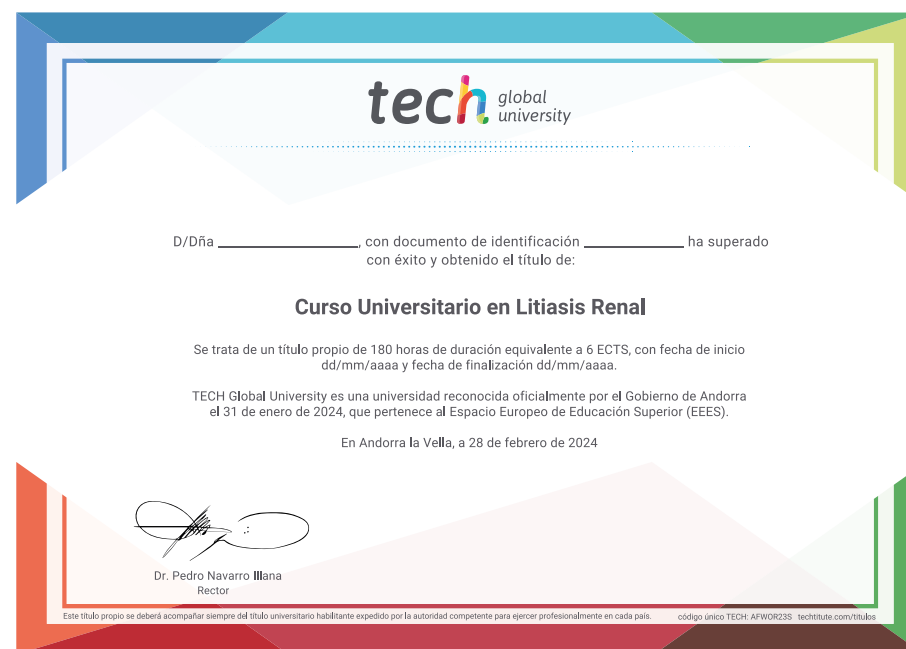 tech global university
D/Dña ____________, con documento de identificación ____________ ha superado
con éxito y obtenido el título de:
Curso Universitario en Litiasis Renal
Se trata de un título propio de 180 horas de duración equivalente a 6 ECTS, con fecha de inicio
dd/mm/aaaa y fecha de finalización dd/mm/aaaa.
TECH Global University es una universidad reconocida oficialmente por el Gobierno de Andorra
el 31 de enero de 2024, que pertenece al Espacio Europeo de Educación Superior (EEES).
En Andorra la Vella, a 28 de febrero de 2024
Dr. Pedro Navarro Illana
Rector
Este título propio se deberá acompañar siempre del título universitario habilitante expedido por la autoridad competente para ejercer profesionalmente en cada país. código único TECH: AFWOR23S techtitute.com/titulos